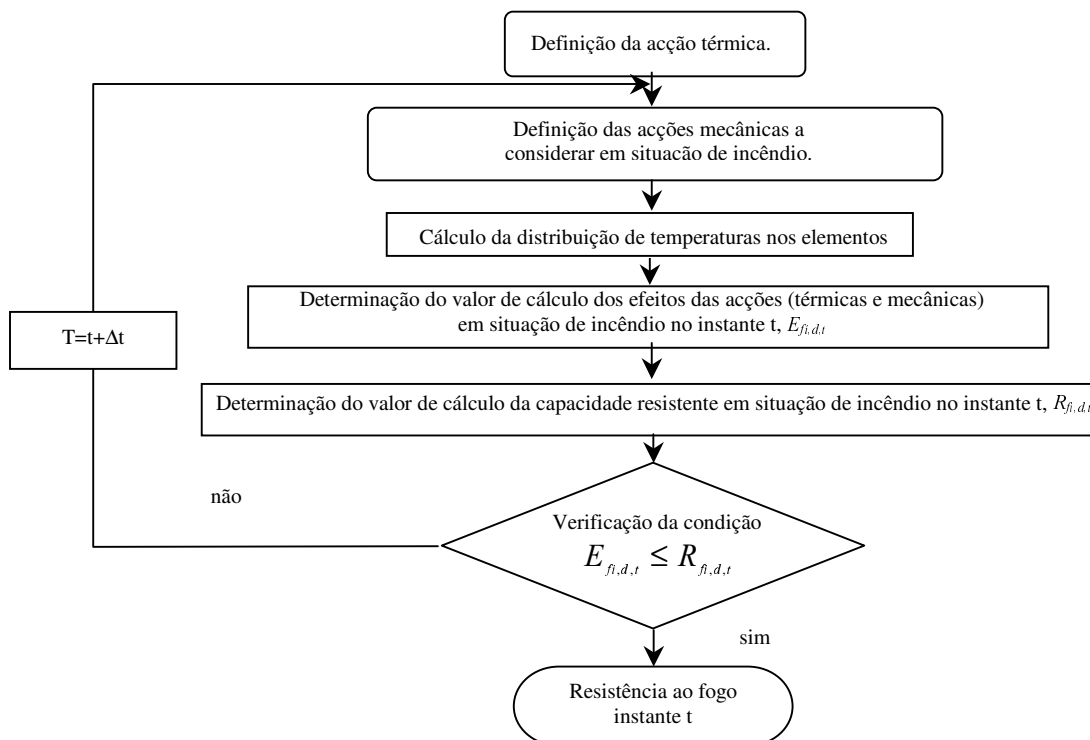 Definição da acção térmica.
Definição das acções mecânicas a
considerar em situacão de incêndio.
Cálculo da distribuição de temperaturas nos elementos
Determinação do valor de cálculo dos efeitos das acções (térmicas e mecânicas)
em situação de incêndio no instante t, E_{fi,d,t}
T=t+Δt
Determinação do valor de cálculo da capacidade resistente em situação de incêndio no instante t, R_{fi,d,t}
não
Verificação da condição
E_{fi,d,t} ≤ R_{fi,d,t}
sim
Resistência ao fogo
instante t